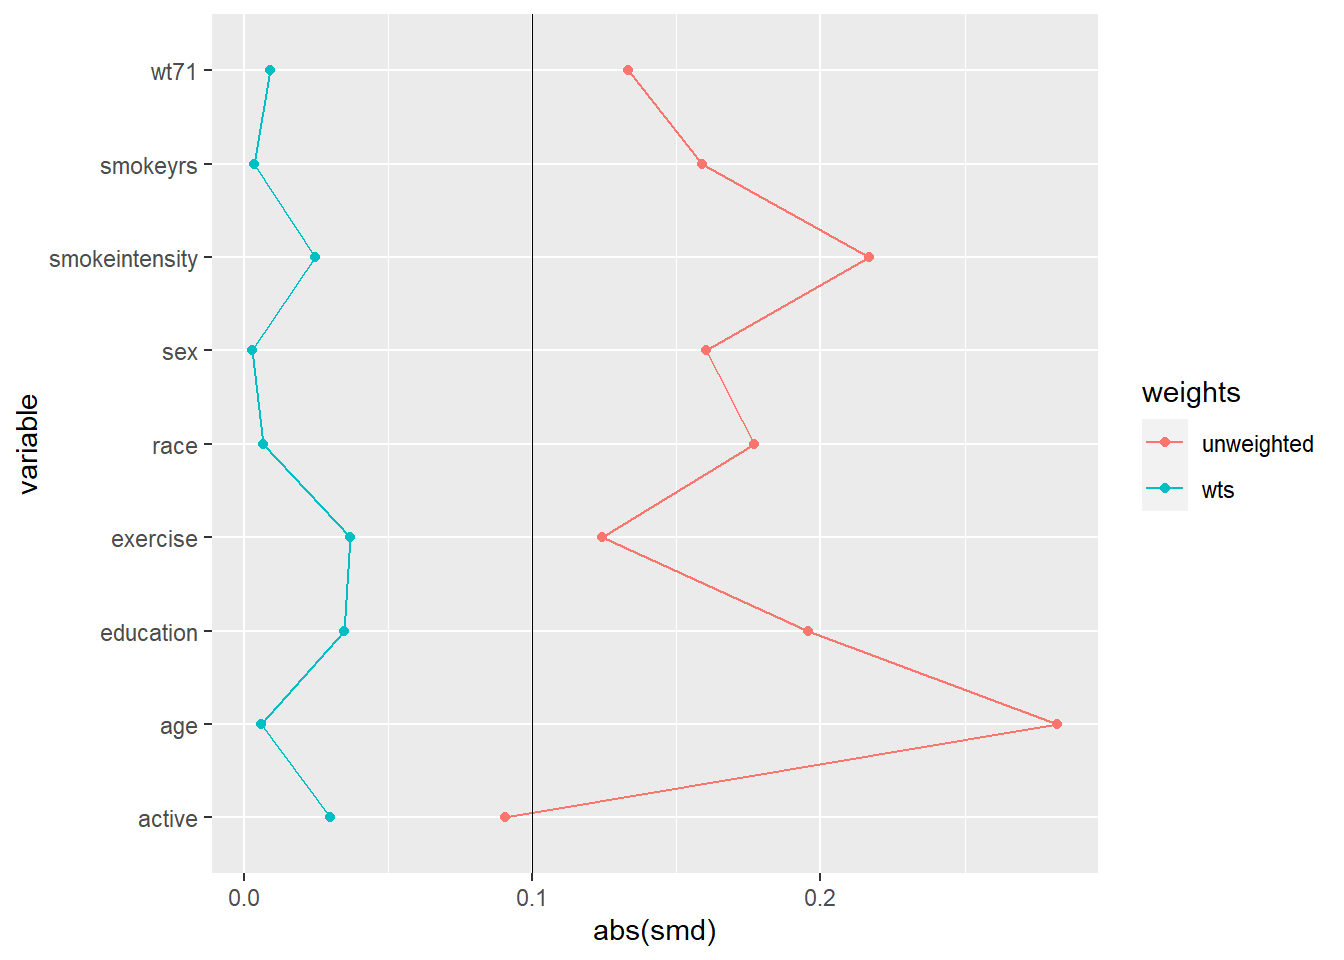 wt71
smokeyrs
smokeintensity
sex
race
exercise
education
age
active
variable
0.0 0.1 0.2
abs(smd)
weights
unweighted
wts